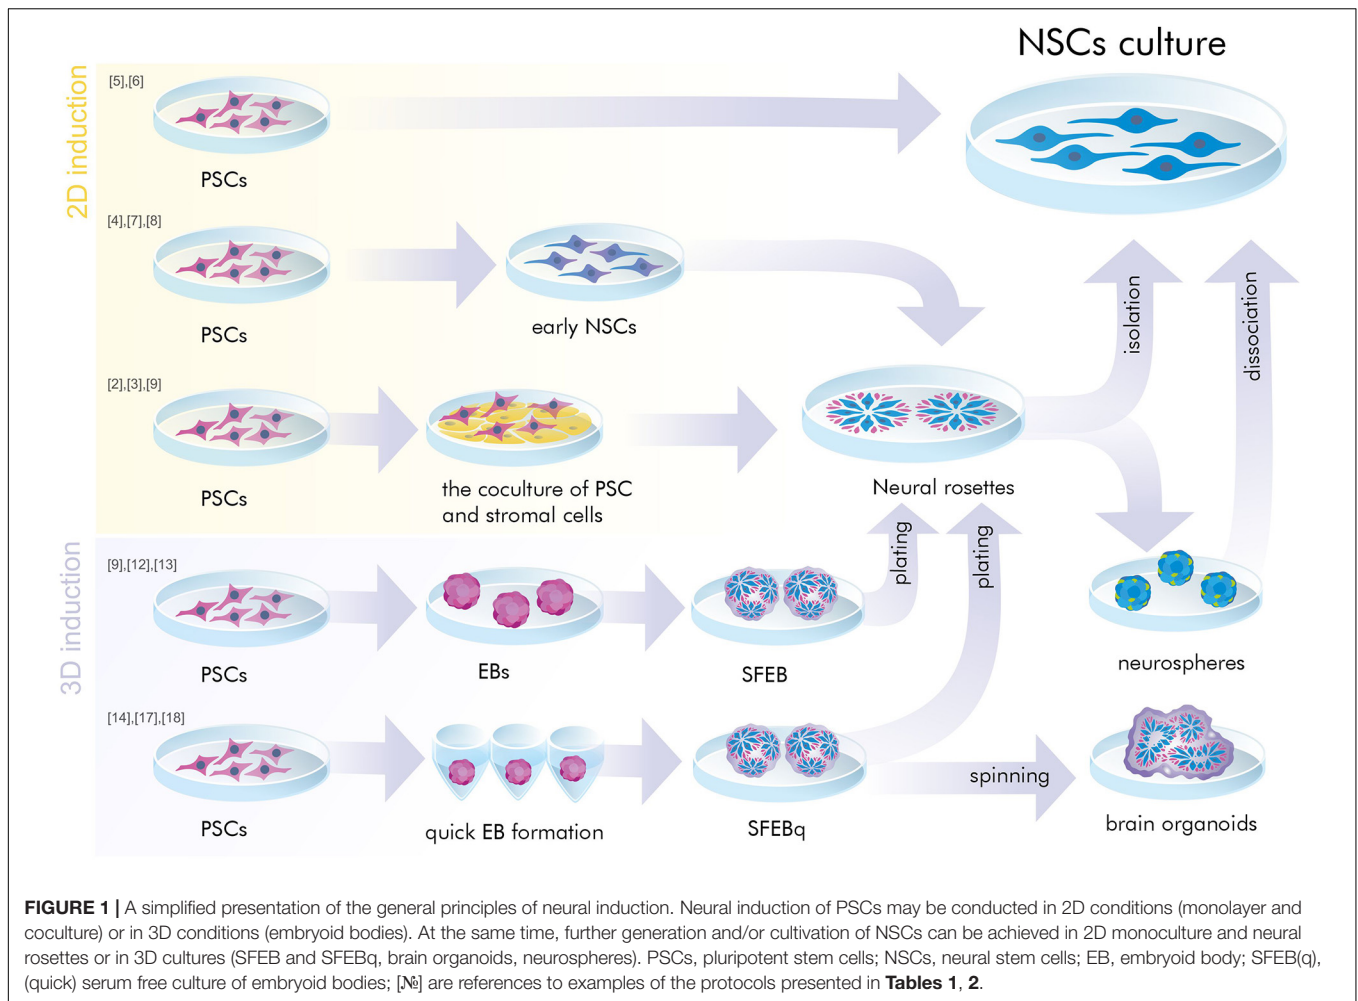 NSCs culture
2D induction
[5],[6]
PSCs
[4],[7],[8]
PSCs
early NSCs
isolation
dissociation
[2],[3],[9]
PSCs
the coculture of PSC
and stromal cells
Neural rosettes
plating
plating
3D induction
[9],[12],[13]
PSCs
EBs
SFEB
neurospheres
[14],[17],[18]
PSCs
quick EB formation
SFEBq
spinning
brain organoids
FIGURE 1 | A simplified presentation of the general principles of neural induction. Neural induction of PSCs may be conducted in 2D conditions (monolayer and
coculture) or in 3D conditions (embryoid bodies). At the same time, further generation and/or cultivation of NSCs can be achieved in 2D monoculture and neural
rosettes or in 3D cultures (SFEB and SFEBq, brain organoids, neurospheres). PSCs, pluripotent stem cells; NSCs, neural stem cells; EB, embryoid body; SFEB(q),
(quick) serum free culture of embryoid bodies; [№] are references to examples of the protocols presented in Tables 1, 2.